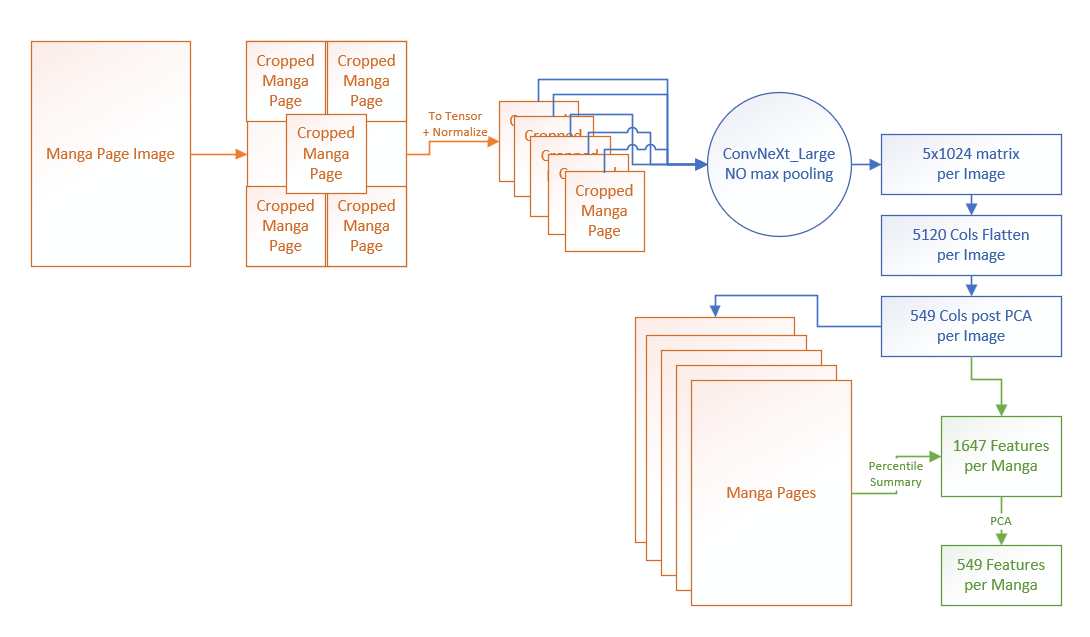 Manga Page Image
Cropped
Manga
Page
Cropped
Manga
Page
Cropped
Manga
Page
Cropped
Manga
Page
Cropped
Manga
Page
To Tensor
+ Normalize
Cropped
Cropped
Manga
Page
ConvNeXt_Large
NO max pooling
5x1024 matrix
per Image
5120 Cols Flatten
per Image
549 Cols post PCA
per Image
Manga Pages
Percentile
Summary
1647 Features
per Manga
PCA
549 Features
per Manga